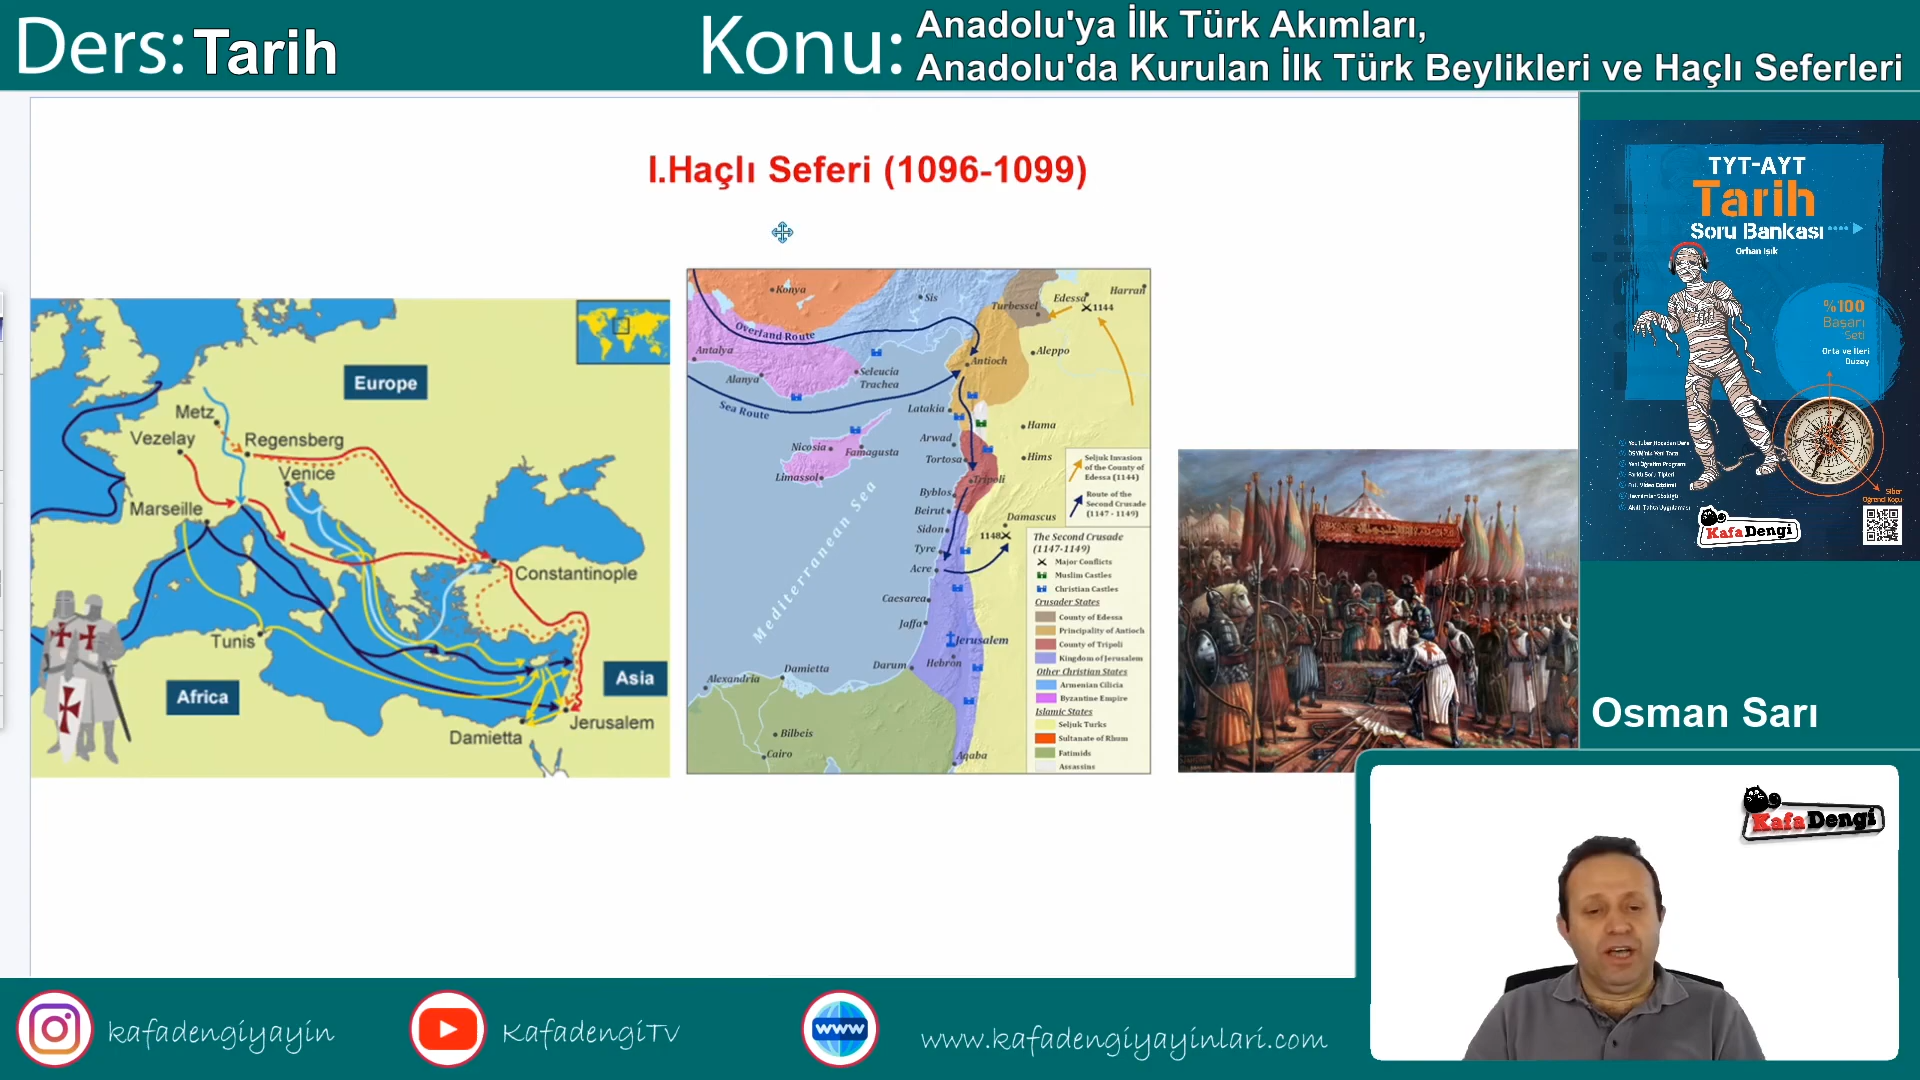 Ders: Tarih
Konu: Anadolu'ya İlk Türk Akımları,
Anadolu'da Kurulan İlk Türk Beylikleri ve Haçlı Seferleri
I.Haçlı Seferi (1096-1099)
Europe
Metz
Vezelay
Regensberg
Venice
Marseille
Constantinople
Tunis
Africa
Asia
Damietta
Jerusalem
Konya
Sis
Turbessel
Edessa
Harran
1144
Overland Route
Antalya
Antioch
Aleppo
Alanya
Seleucia
Trachea
Sea Route
Latakia
Hama
Nicosia
Famagusta
Arwad
Tortosa
Hims
Limassol
Tripoli
Byblos
Beirut
Damascus
Sidon
1148
Tyre
Acre
Mediterranean Sea
Caesarea
Jaffa
Jerusalem
Hebron
Darum
Damietta
Alexandria
Bilbeis
Cairo
Aqaba
Seljuk Invasion
of the County of
Edessa (1144)
Route of the
Second Crusade
(1147 - 1149)
The Second Crusade
(1147-1149)
Major Conflicts
Muslim Castles
Christian Castles
Crusader States
County of Edessa
Principality of Antioch
County of Tripoli
Kingdom of Jerusalem
Other Christian States
Armenian Cilicia
Byzantine Empire
Islamic States
Seljuk Turks
Sultanate of Rhum
Fatimids
Assassins
TYT-AYT
Tarih
Soru Bankası
Orhan Işık
%100
Başarı
Seti
Orta ve İleri
Düzey
KafaDengi
Osman Sarı
KafaDengi
kafadengiyayin
KafadengiTv
www
www.kafadengiyayinlari.com